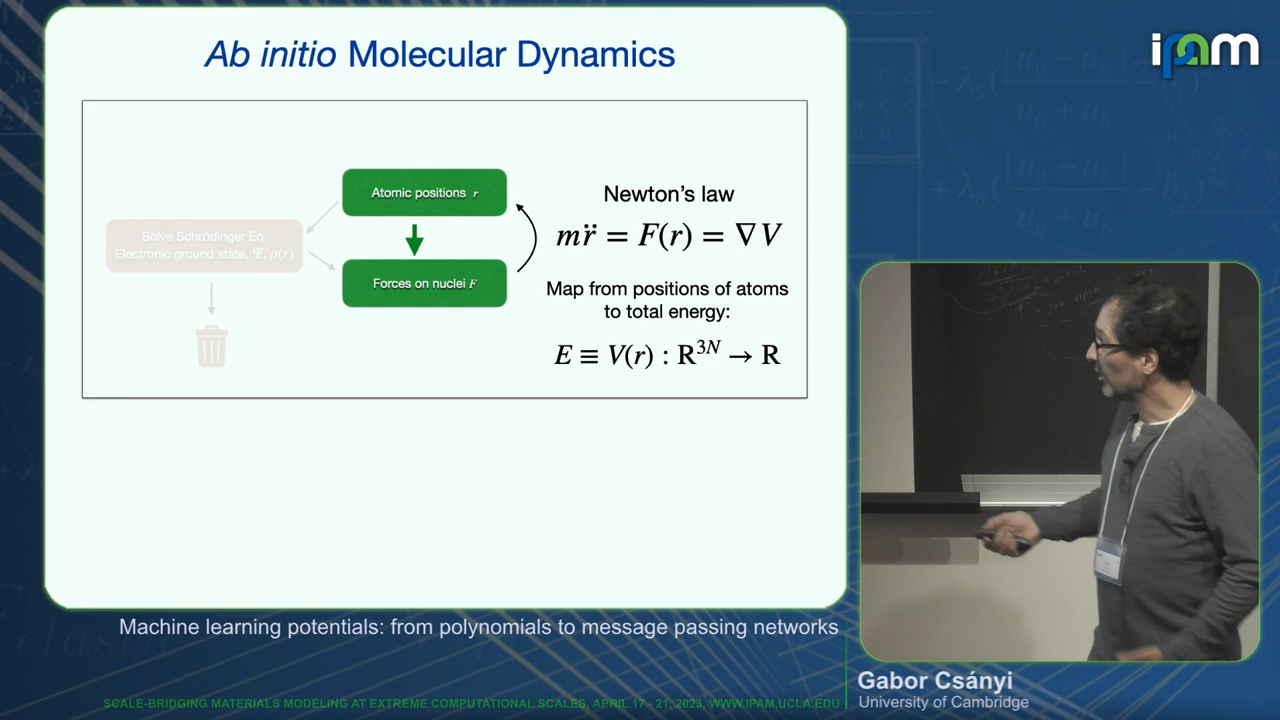 Ab initio Molecular Dynamics
ipam
Atomic positions r
Solve Schrödinger Eq.
Electronic ground state, Ψ, ρ(r)
Forces on nuclei F
Newton's law
mr̈ = F(r) = ∇V
Map from positions of atoms
to total energy:
E ≡ V(r) : R³ᴺ → R
Machine learning potentials: from polynomials to message passing networks
Gabor Csányi
University of Cambridge
SCALE-BRIDGING MATERIALS MODELING AT EXTREME COMPUTATIONAL SCALES, APRIL 17 - 21, 2023, WWW.IPAM.UCLA.EDU